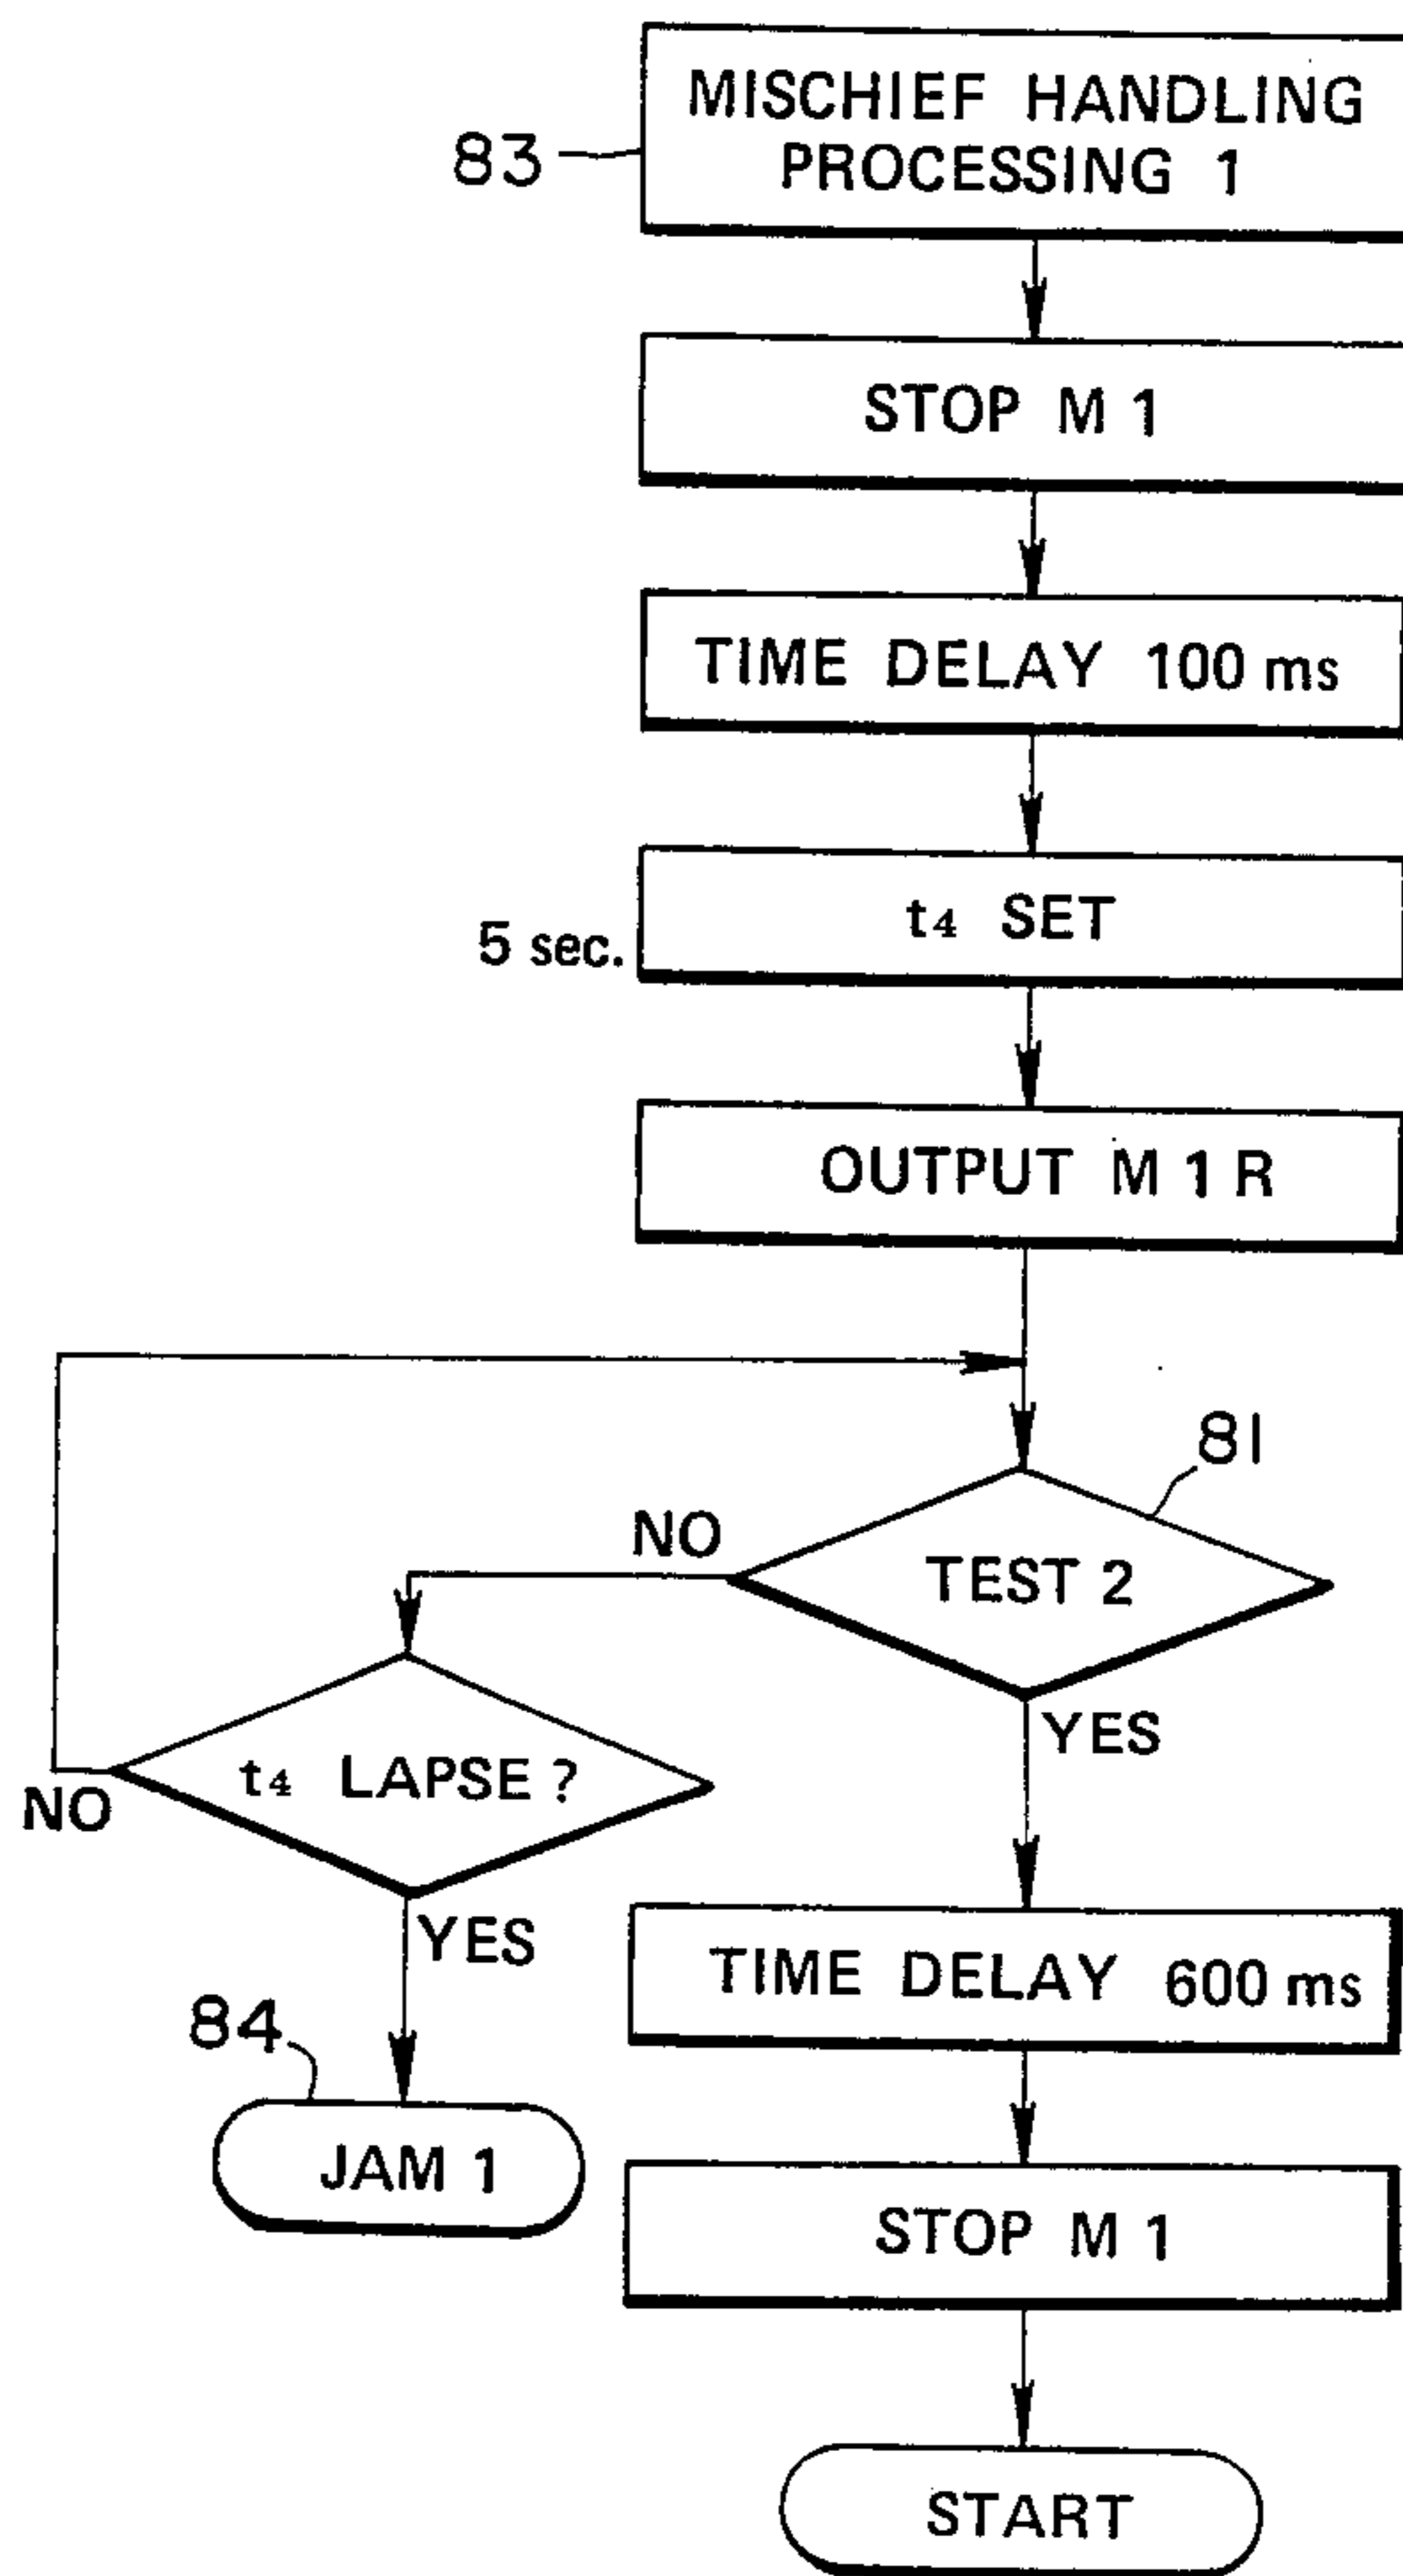 MISCHIEF HANDLING
PROCESSING 1
83
STOP M 1
TIME DELAY 100 ms
t4 SET
5 sec.
OUTPUT M 1 R
81
NO
TEST 2
YES
t4 LAPSE ?
NO
YES
TIME DELAY 600 ms
84
JAM 1
STOP M 1
START